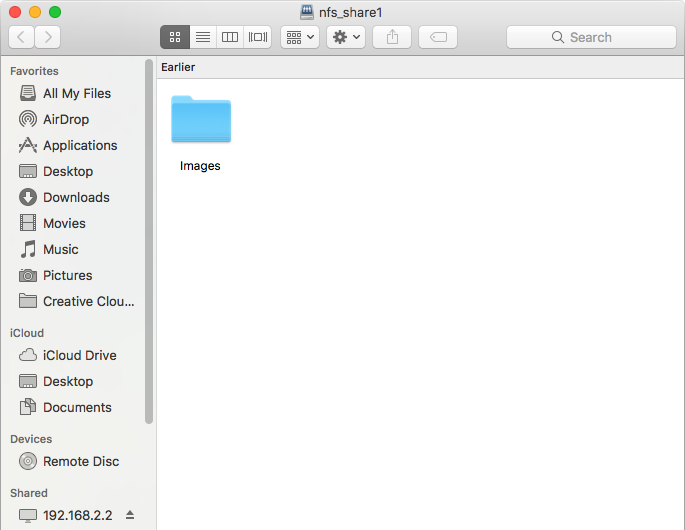 nfs_share1
Search
Favorites
All My Files
AirDrop
Applications
Desktop
Downloads
Movies
Music
Pictures
Creative Clou...
iCloud
iCloud Drive
Desktop
Documents
Devices
Remote Disc
Shared
192.168.2.2
Earlier
Images